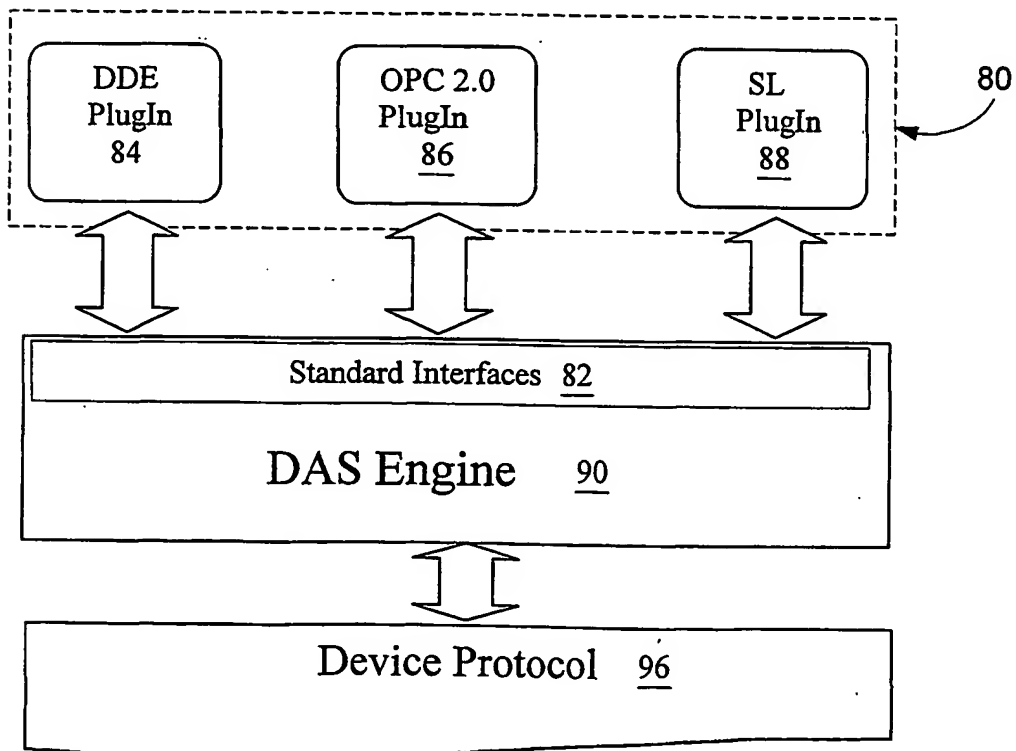 DDE
PlugIn
84
OPC 2.0
PlugIn
86
SL
PlugIn
88
80
Standard Interfaces 82
DAS Engine 90
Device Protocol 96